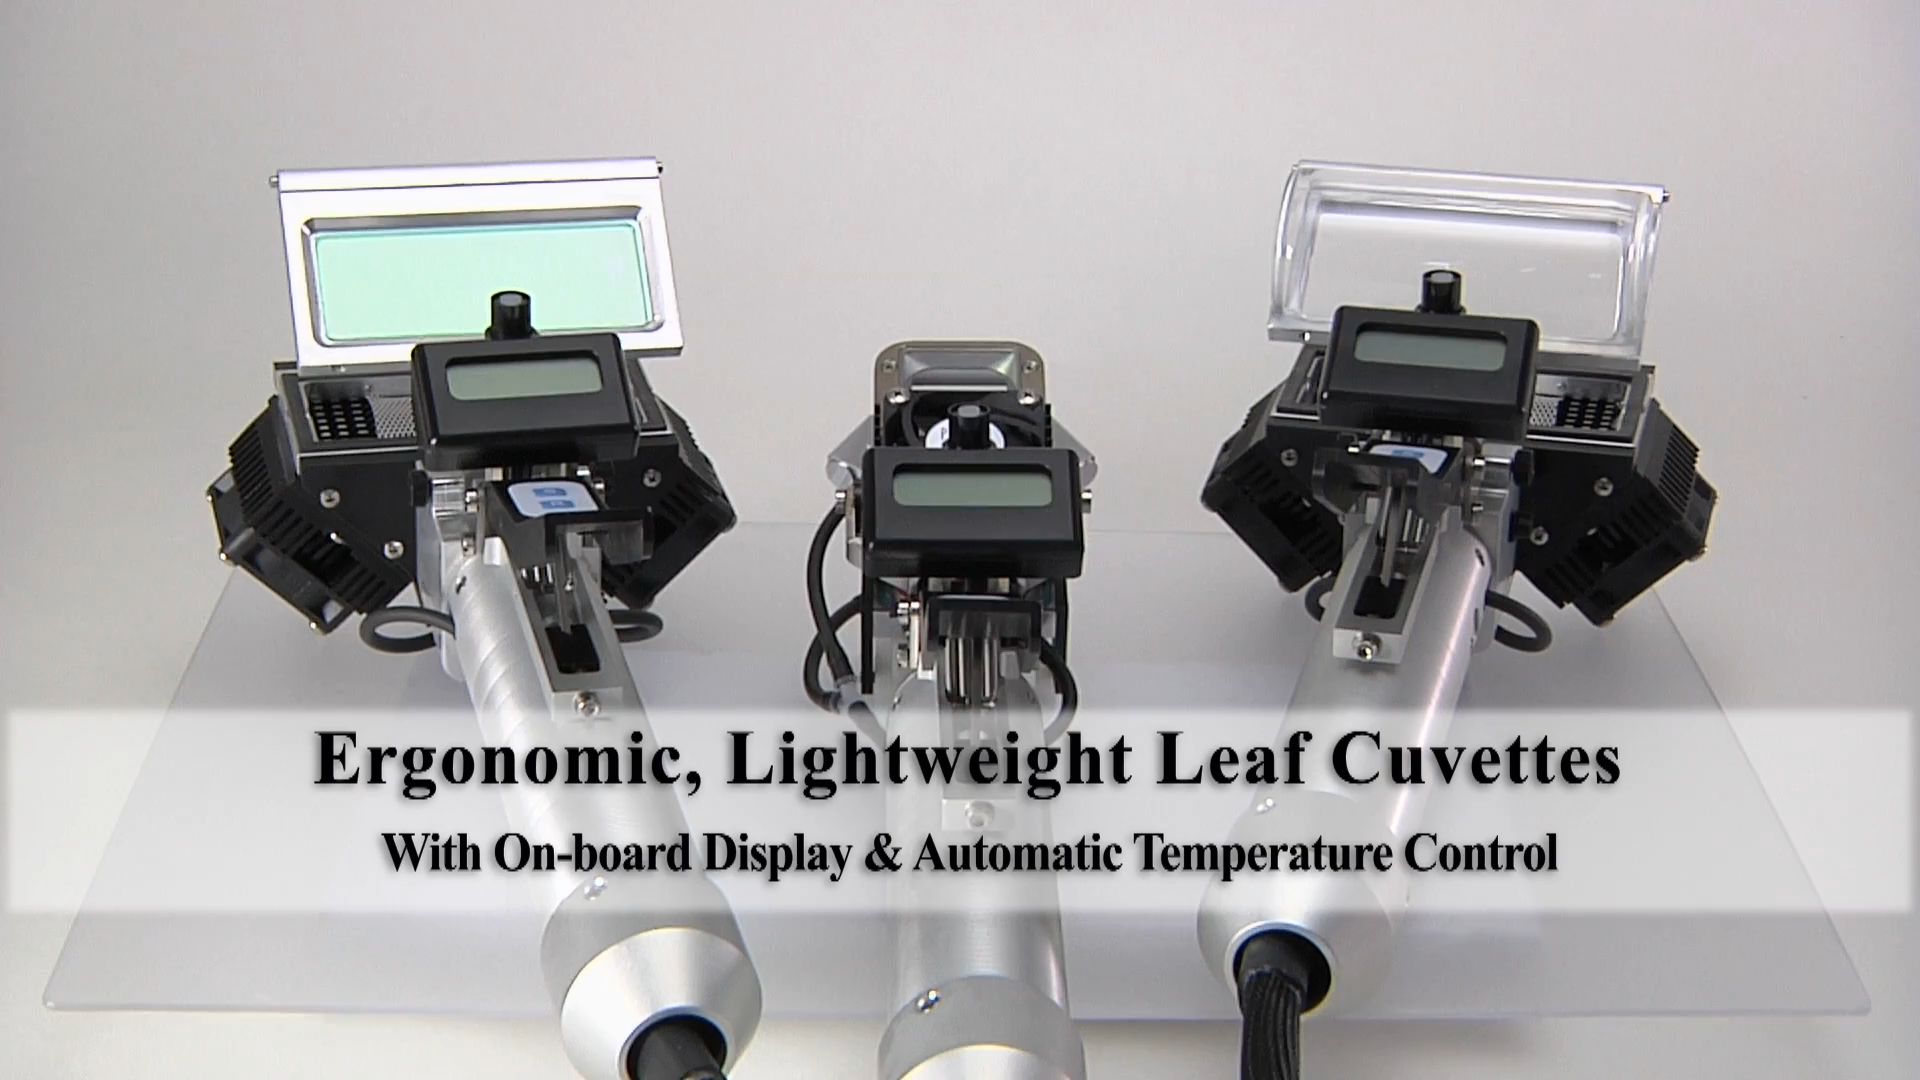 Ergonomic, Lightweight Leaf Cuvettes
With On-board Display & Automatic Temperature Control